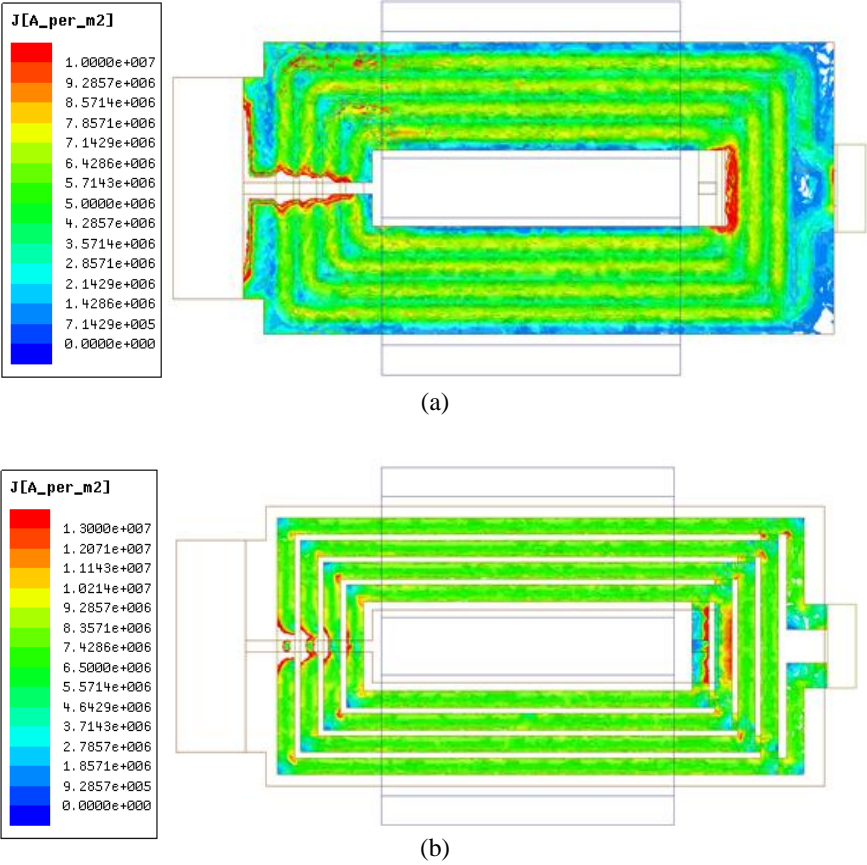 J[A_per_m2]
1.0000e+007
9.2857e+006
8.5714e+006
7.8571e+006
7.1429e+006
6.4286e+006
5.7143e+006
5.0000e+006
4.2857e+006
3.5714e+006
2.8571e+006
2.1429e+006
1.4286e+006
7.1429e+005
0.0000e+000
(a)
J[A_per_m2]
1.3000e+007
1.2071e+007
1.1143e+007
1.0214e+007
9.2857e+006
8.3571e+006
7.4286e+006
6.5000e+006
5.5714e+006
4.6429e+006
3.7143e+006
2.7857e+006
1.8571e+006
9.2857e+005
0.0000e+000
(b)